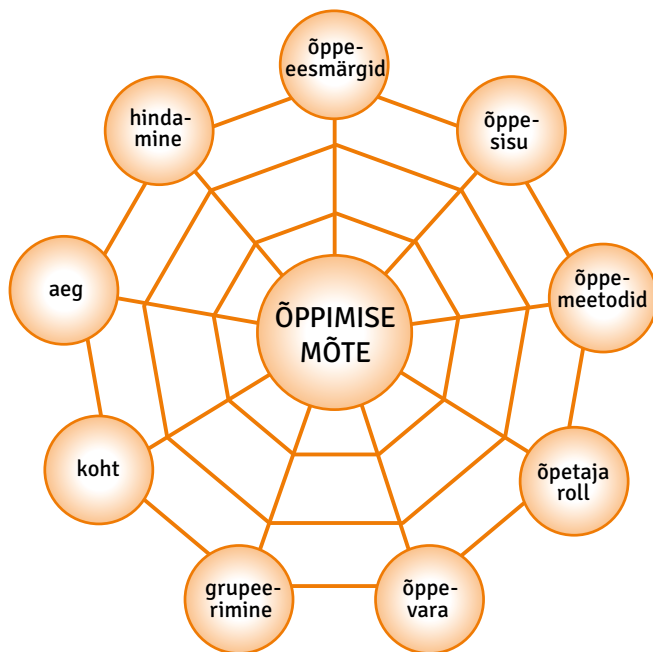 õppe-
eesmärgid
õppe-
sisu
õppe-
meetodid
õpetaja
roll
õppe-
vara
grupee-
rimine
koht
aeg
hinda-
mine
ÕPPIMISE
MÕTE